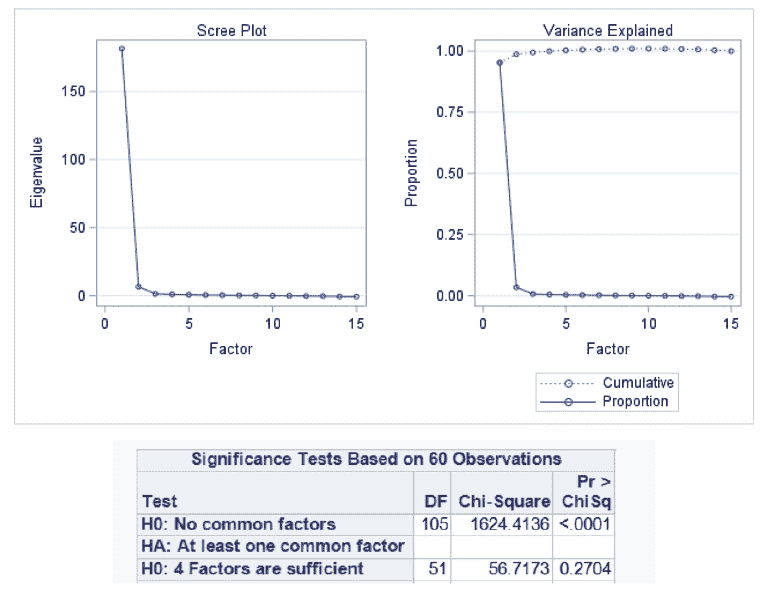 Scree Plot
Variance Explained
Eigenvalue
150
100
50
0
0 5 10 15
Factor
Proportion
1.00
0.75
0.50
0.25
0.00
0 5 10 15
Factor
Cumulative
Proportion
Significance Tests Based on 60 Observations
Test DF Chi-Square Pr > ChiSq
H0: No common factors 105 1624.4136 <.0001
HA: At least one common factor
H0: 4 Factors are sufficient 51 56.7173 0.2704